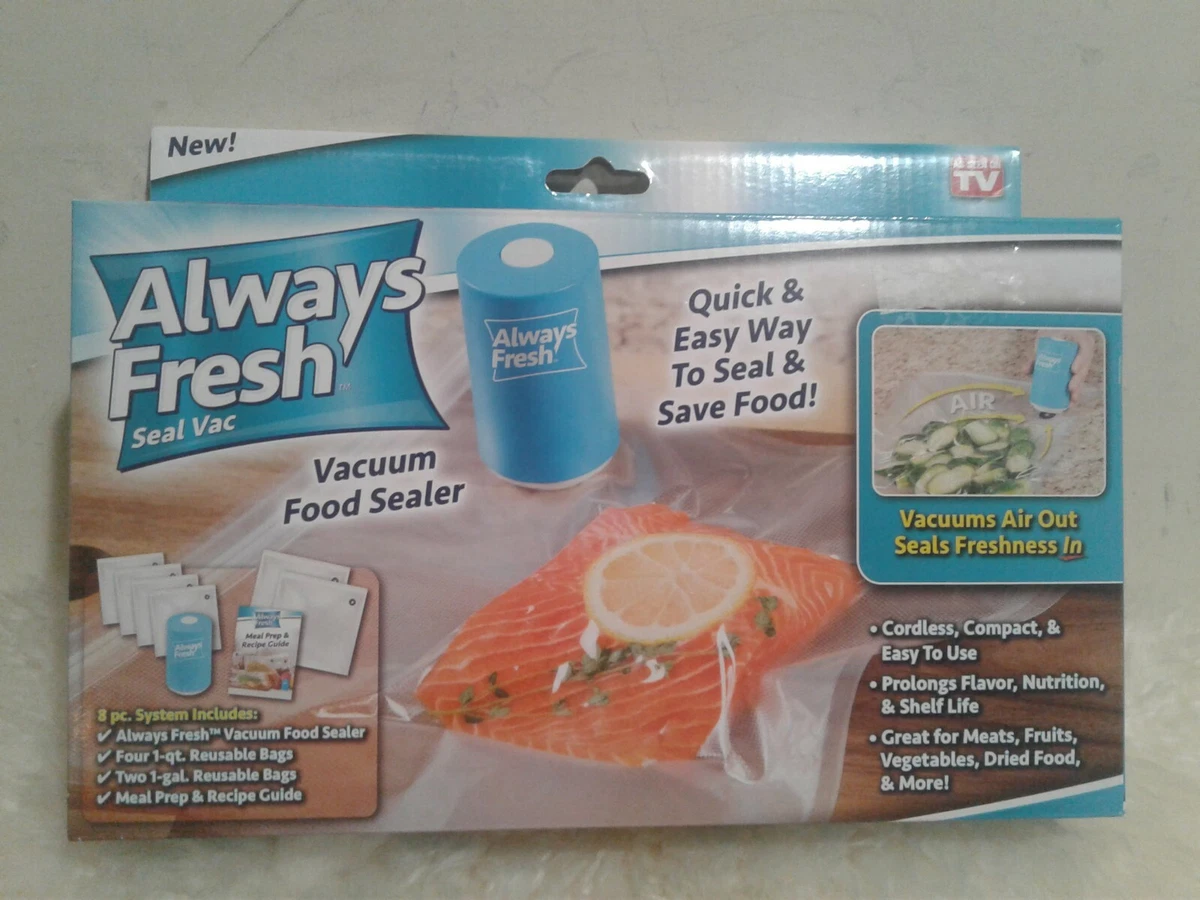 New!
TV
Always
Fresh™
Seal Vac
Vacuum
Food Sealer
Always
Fresh
Quick &
Easy Way
To Seal &
Save Food!
AIR
Vacuums Air Out
Seals Freshness In
Always
Fresh
Meal Prep &
Recipe Guide
8 pc. System Includes:
✓ Always Fresh™ Vacuum Food Sealer
✓ Four 1-qt. Reusable Bags
✓ Two 1-gal. Reusable Bags
✓ Meal Prep & Recipe Guide
• Cordless, Compact, &
Easy To Use
• Prolongs Flavor, Nutrition,
& Shelf Life
• Great for Meats, Fruits,
Vegetables, Dried Food,
& More!